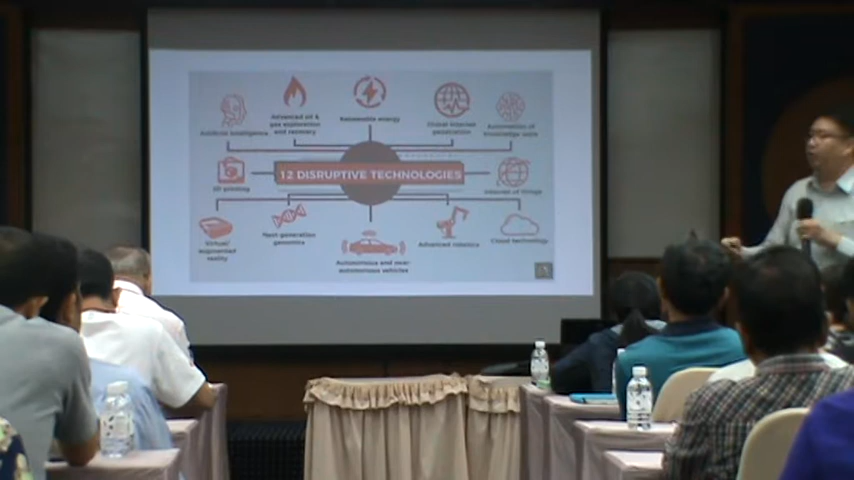 Artificial Intelligence
Advanced oil &
gas exploration
and recovery
Renewable energy
Global internet
penetration
Automation of
knowledge work
3D printing
12 DISRUPTIVE TECHNOLOGIES
Internet of things
Virtual/
augmented
reality
Next-generation
genomics
Autonomous and near-
autonomous vehicles
Advanced robotics
Cloud technology